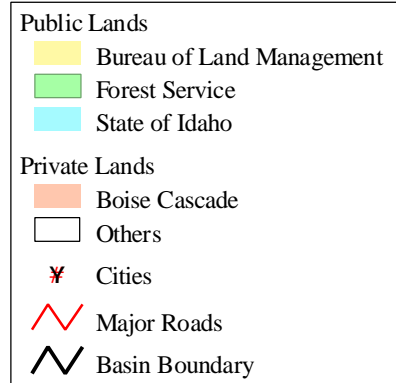 Public Lands
Bureau of Land Management
Forest Service
State of Idaho
Private Lands
Boise Cascade
Others
Cities
Major Roads
Basin Boundary